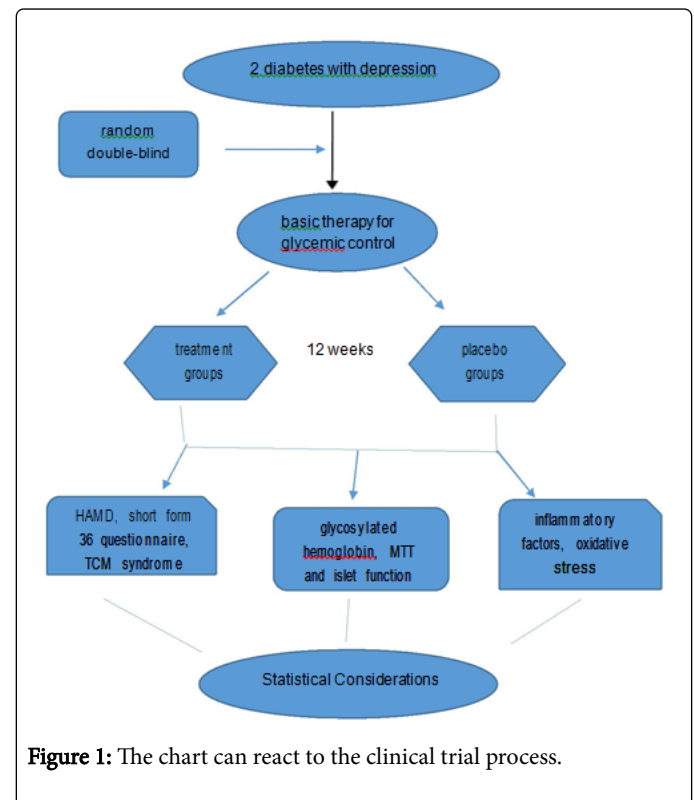 2 diabetes with depression
random
double-blind
basic therapy for
glycemic control
treatment
groups
12 weeks
placebo
groups
HAMD, short form
36 questionnaire,
TCM syndrome
glycosylated
hemoglobin, MTT
and islet function
inflammatory
factors, oxidative
stress
Statistical Considerations
Figure 1: The chart can react to the clinical trial process.